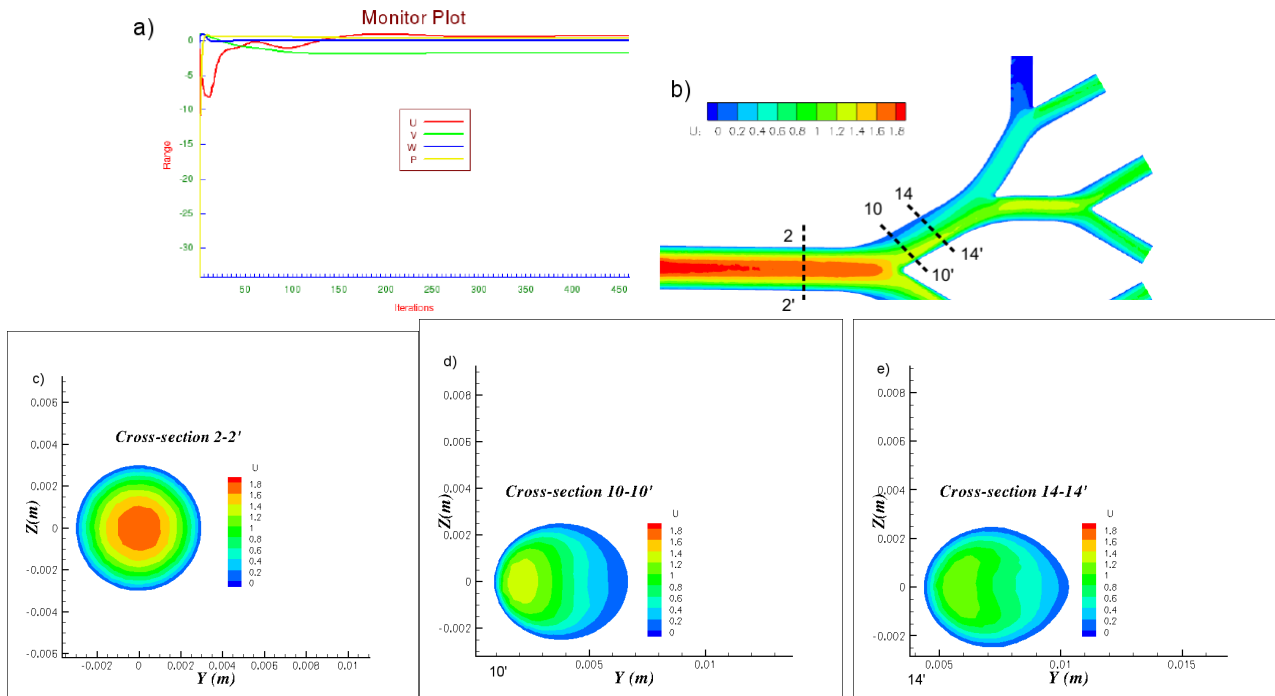 a)
Monitor Plot
0
-5
-10
-15
-20
-25
-30
Range
U
V
W
P
50 100 150 200 250 300 350 400 450
Iterations
b)
U: 0 0.2 0.4 0.6 0.8 1 1.2 1.4 1.6 1.8
2
2'
10
10'
14
14'
c)
Cross-section 2-2'
Z(m)
0.006
0.004
0.002
0
-0.002
-0.004
-0.006
U
1.8
1.6
1.4
1.2
1
0.8
0.6
0.4
0.2
0
-0.002 0 0.002 0.004 0.006 0.008 0.01
Y (m)
d)
Cross-section 10-10'
Z(m)
0.008
0.006
0.004
0.002
0
-0.002
U
1.8
1.6
1.4
1.2
1
0.8
0.6
0.4
0.2
0
10'
0.005 0.01
Y (m)
e)
Cross-section 14-14'
Z(m)
0.008
0.006
0.004
0.002
0
-0.002
U
1.8
1.6
1.4
1.2
1
0.8
0.6
0.4
0.2
0
0.005 0.01 0.015
14'
Y (m)